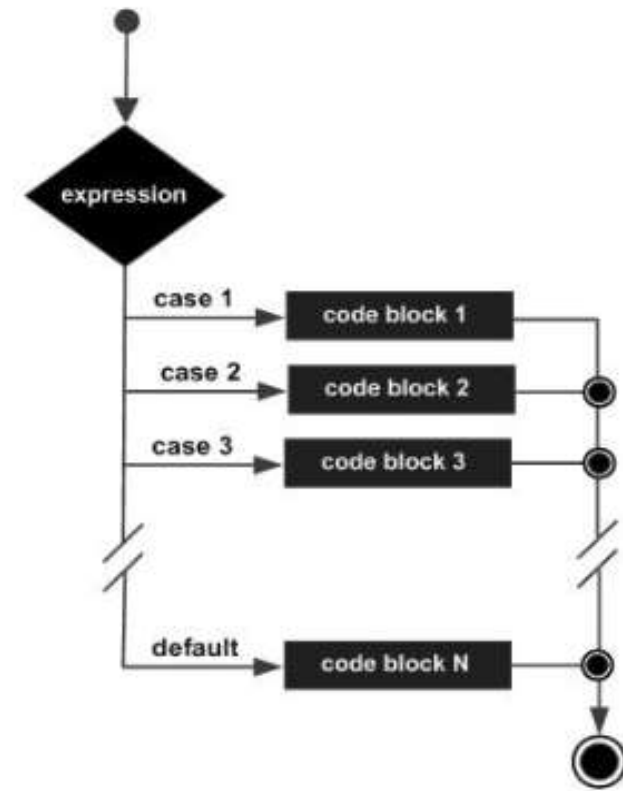 expression
case 1
code block 1
case 2
code block 2
case 3
code block 3
default
code block N